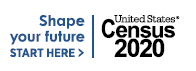 Shape
your future
START HERE >
United States®
Census
2020